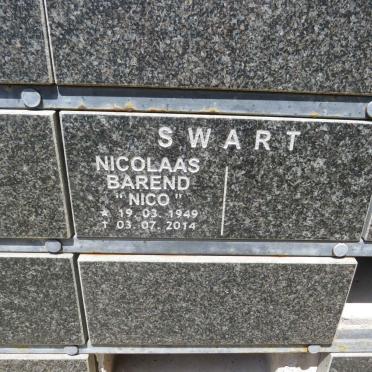 SWART
NICOLAAS
BAREND
"NICO"
★ 19.03.1949
† 03.07.2014